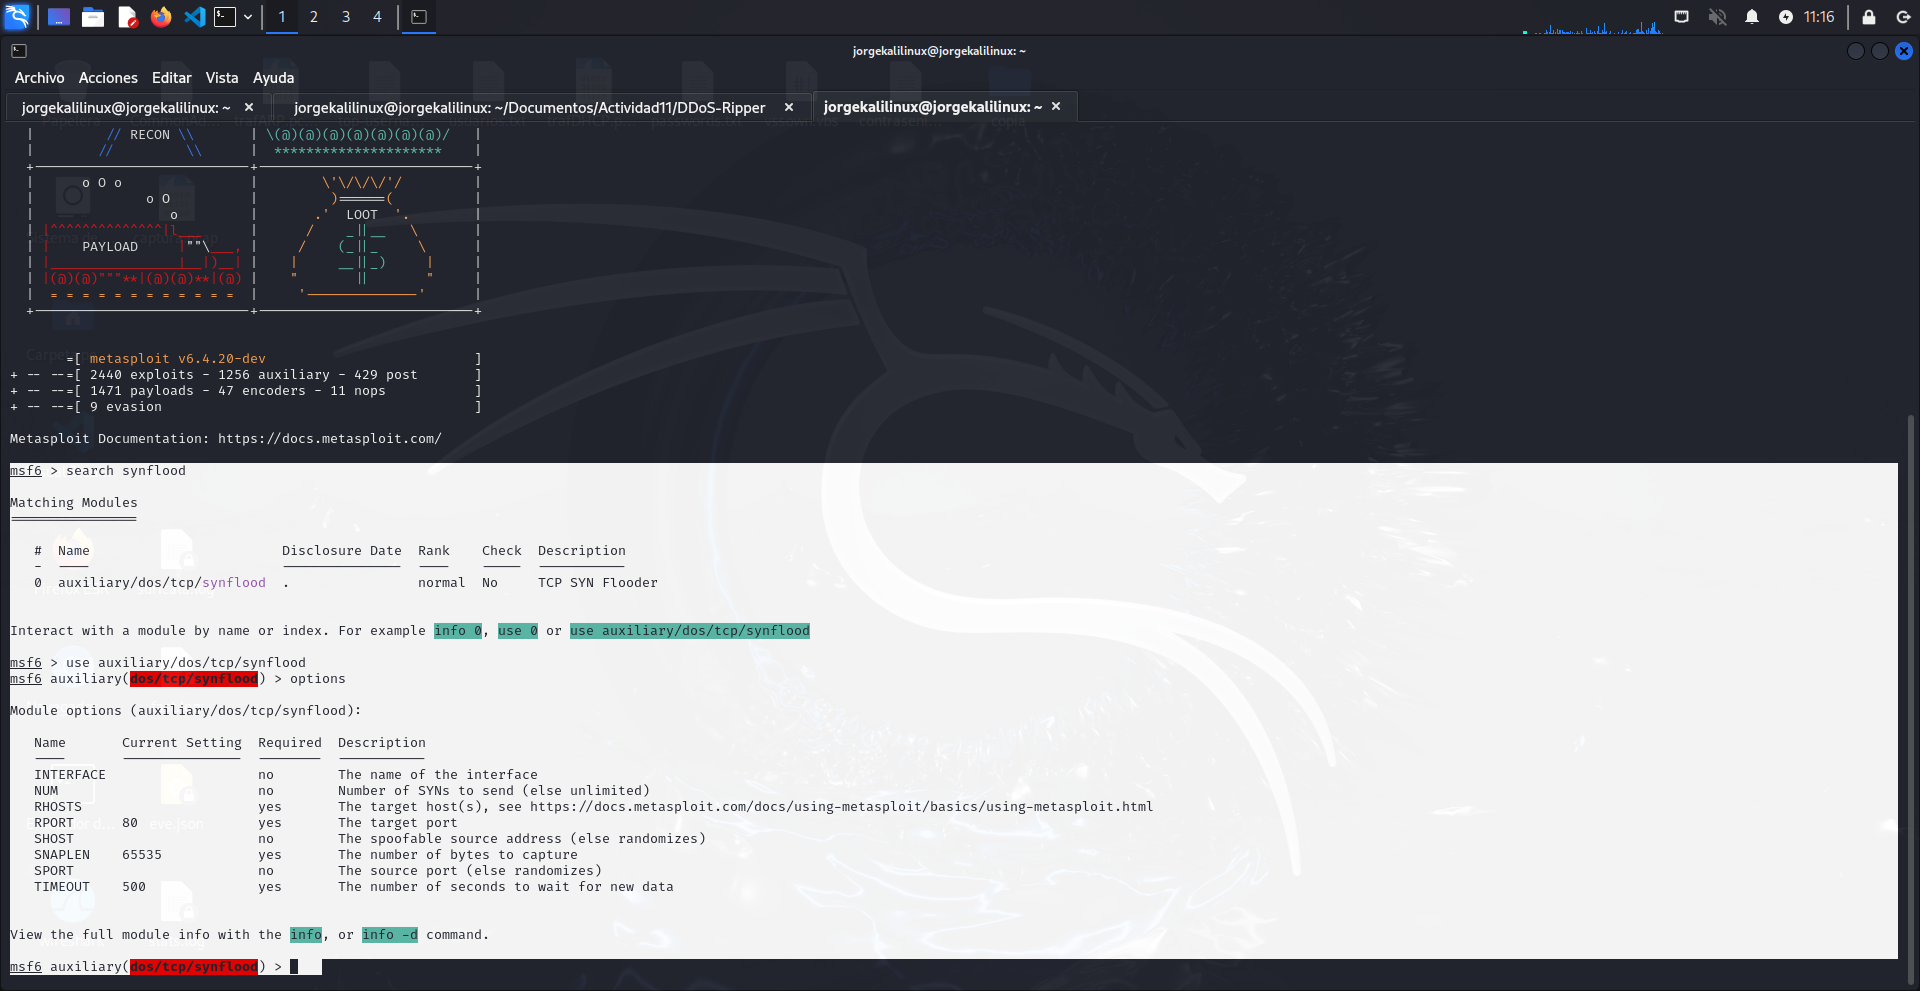 1 2 3 4 11:16
jorgekalilinux@jorgekalilinux: ~
Archivo Acciones Editar Vista Ayuda
jorgekalilinux@jorgekalilinux: ~ × jorgekalilinux@jorgekalilinux: ~/Documentos/Actividad11/DDoS-Ripper × jorgekalilinux@jorgekalilinux: ~ ×
| // RECON \\ | \(@)(@)(@)(@)(@)(@)(@)/ |
| // \\ | ********************* |
| o O o | \'\/\/\/'/ |
| o O | )======( |
| o | .' LOOT '. |
| |^^^^^^^^^^^^^^|l___ | / _||__ \ |
| | PAYLOAD |""\___, | / (_||_ \ |
| |________________|__|)__| | | __||_) | |
| |(@)(@)"""**|(@)(@)**|(@) | " || " |
| = = = = = = = = = = = = | '--------------' |
=[ metasploit v6.4.20-dev ]
+ -- --=[ 2440 exploits - 1256 auxiliary - 429 post ]
+ -- --=[ 1471 payloads - 47 encoders - 11 nops ]
+ -- --=[ 9 evasion ]
Metasploit Documentation: https://docs.metasploit.com/
msf6 > search synflood
Matching Modules
================
# Name Disclosure Date Rank Check Description
- ---- --------------- ---- ----- -----------
0 auxiliary/dos/tcp/synflood . normal No TCP SYN Flooder
Interact with a module by name or index. For example info 0, use 0 or use auxiliary/dos/tcp/synflood
msf6 > use auxiliary/dos/tcp/synflood
msf6 auxiliary(dos/tcp/synflood) > options
Module options (auxiliary/dos/tcp/synflood):
Name Current Setting Required Description
---- --------------- -------- -----------
INTERFACE no The name of the interface
NUM no Number of SYNs to send (else unlimited)
RHOSTS yes The target host(s), see https://docs.metasploit.com/docs/using-metasploit/basics/using-metasploit.html
RPORT 80 yes The target port
SHOST no The spoofable source address (else randomizes)
SNAPLEN 65535 yes The number of bytes to capture
SPORT no The source port (else randomizes)
TIMEOUT 500 yes The number of seconds to wait for new data
eve.json
View the full module info with the info, or info -d command.
msf6 auxiliary(dos/tcp/synflood) >